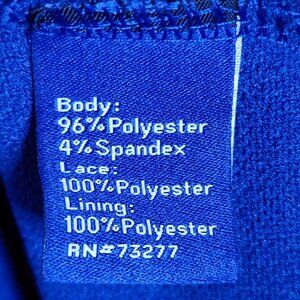 Body:
96% Polyester
4% Spandex
Lace:
100% Polyester
Lining:
100% Polyester
RN#73277